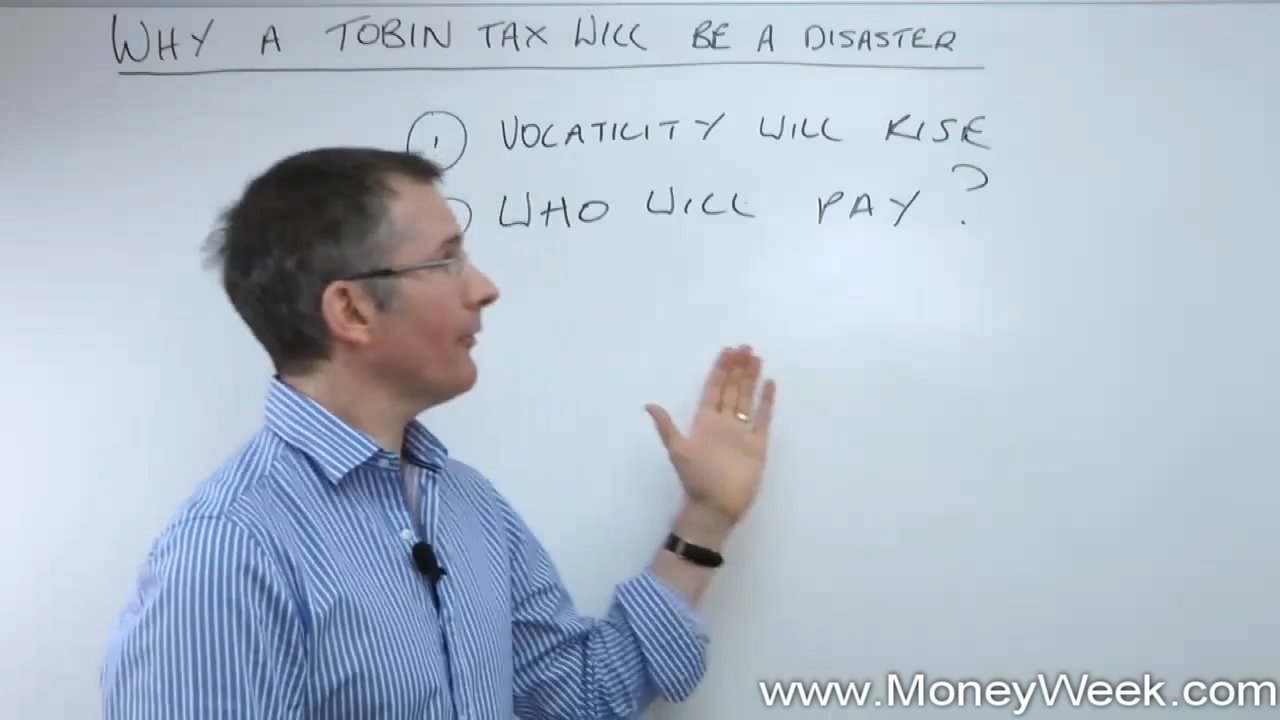 WHY A TOBIN TAX WILL BE A DISASTER
1 VOLATILITY WILL RISE
WHO WILL PAY ?
www.MoneyWeek.com